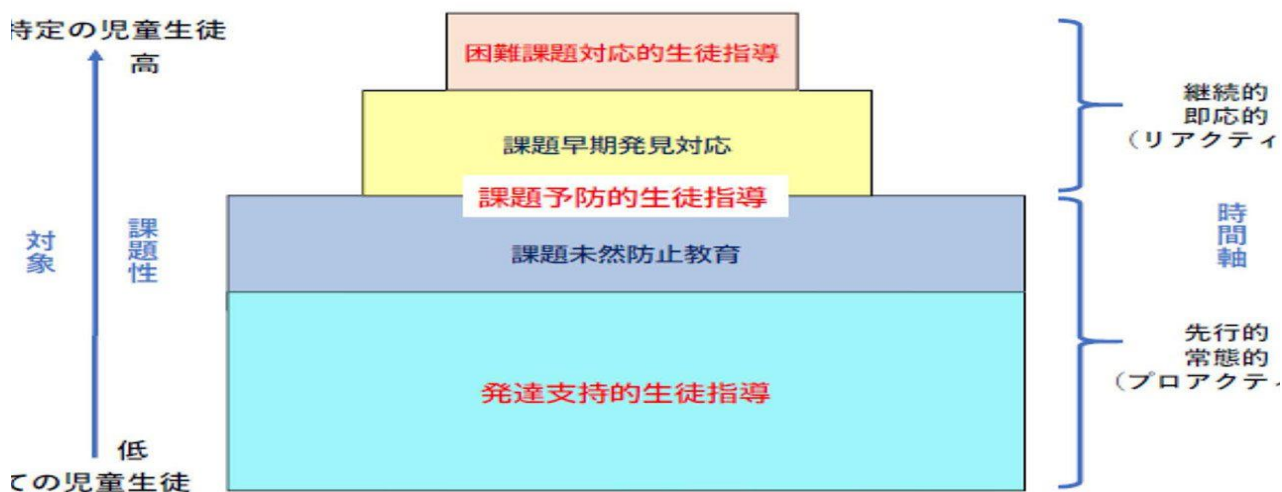 特定の児童生徒
高
対象
課題性
低
ての児童生徒
困難課題対応的生徒指導
課題早期発見対応
課題予防的生徒指導
課題未然防止教育
発達支持的生徒指導
継続的
即応的
（リアクティ
時間軸
先行的
常態的
（プロアクティ